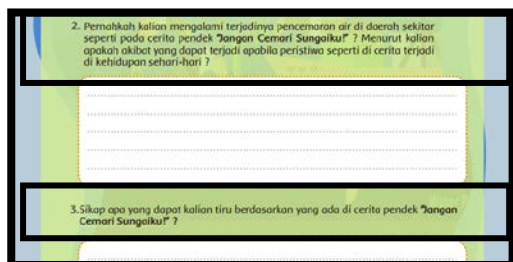 2. Pernahkah kalian mengalami terjadinya pencemaran air di daerah sekitar
seperti pada cerita pendek "Jangan Cemari Sungaiku!" ? Menurut kalian
apakah akibat yang dapat terjadi apabila peristiwa seperti di cerita terjadi
di kehidupan sehari-hari ?
3.Sikap apa yang dapat kalian tiru berdasarkan yang ada di cerita pendek "Jangan
Cemari Sungaiku!" ?